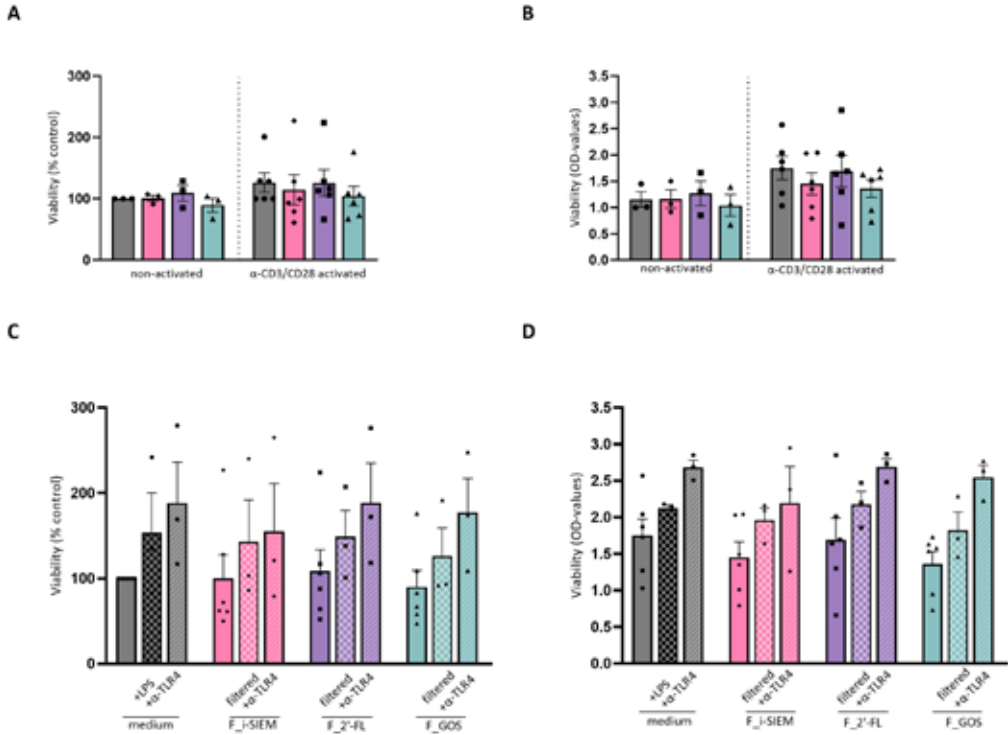 A
B
Viability (% control)
300
200
100
0
non-activated
α-CD3/CD28 activated
Viability (OD-values)
3.5
3.0
2.5
2.0
1.5
1.0
0.5
0.0
non-activated
α-CD3/CD28 activated
C
D
Viability (% control)
300
200
100
0
+LPS
+α-TLR4
filtered
+α-TLR4
filtered
+α-TLR4
filtered
+α-TLR4
medium
F_i-SIEM
F_2'-FL
F_GOS
Viability (OD-values)
3.5
3.0
2.5
2.0
1.5
1.0
0.5
0.0
+LPS
+α-TLR4
filtered
+α-TLR4
filtered
+α-TLR4
filtered
+α-TLR4
medium
F_i-SIEM
F_2'-FL
F_GOS